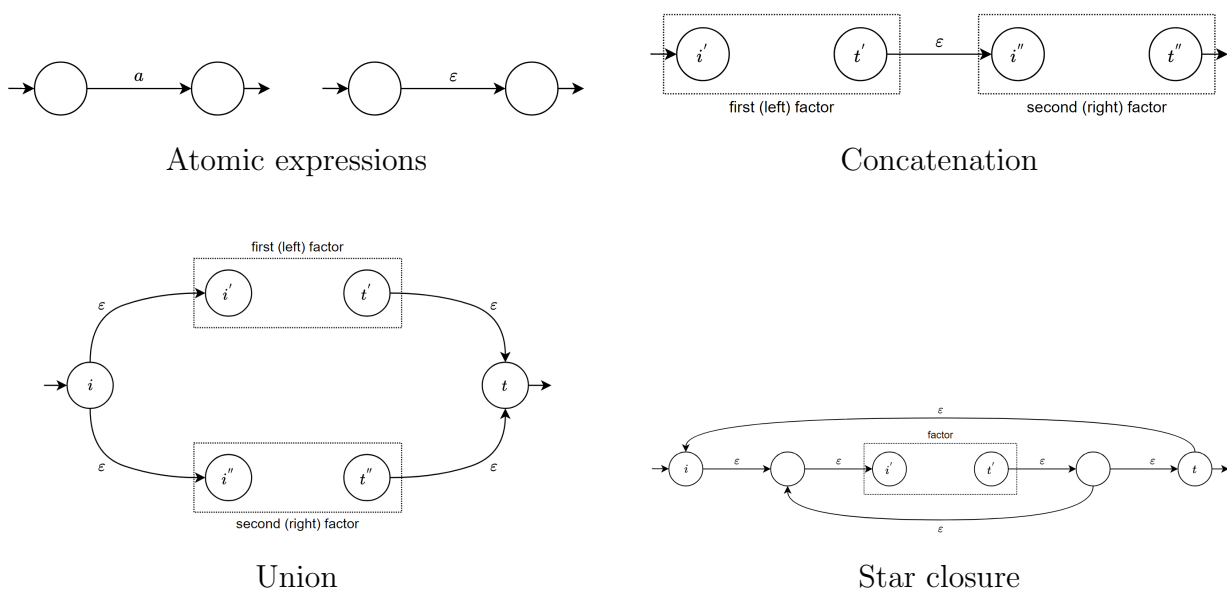 a
ε
Atomic expressions
i'
t'
ε
i''
t''
first (left) factor
second (right) factor
Concatenation
first (left) factor
i'
t'
ε
ε
i
t
ε
ε
i''
t''
second (right) factor
Union
ε
factor
i
ε
ε
i'
t'
ε
ε
t
ε
Star closure